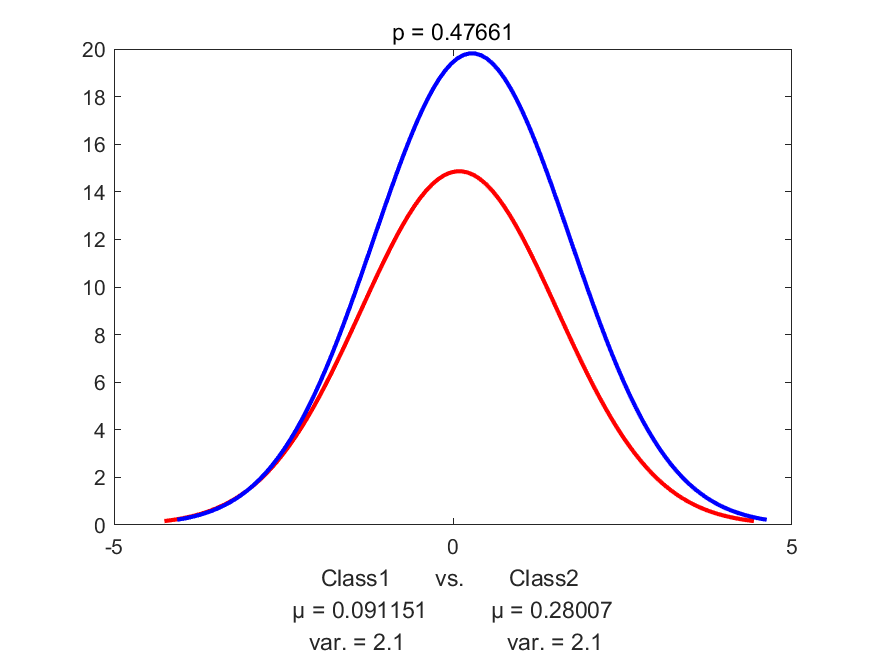 p = 0.47661
20
18
16
14
12
10
8
6
4
2
0
-5 0 5
Class1 vs. Class2
μ = 0.091151 μ = 0.28007
var. = 2.1 var. = 2.1